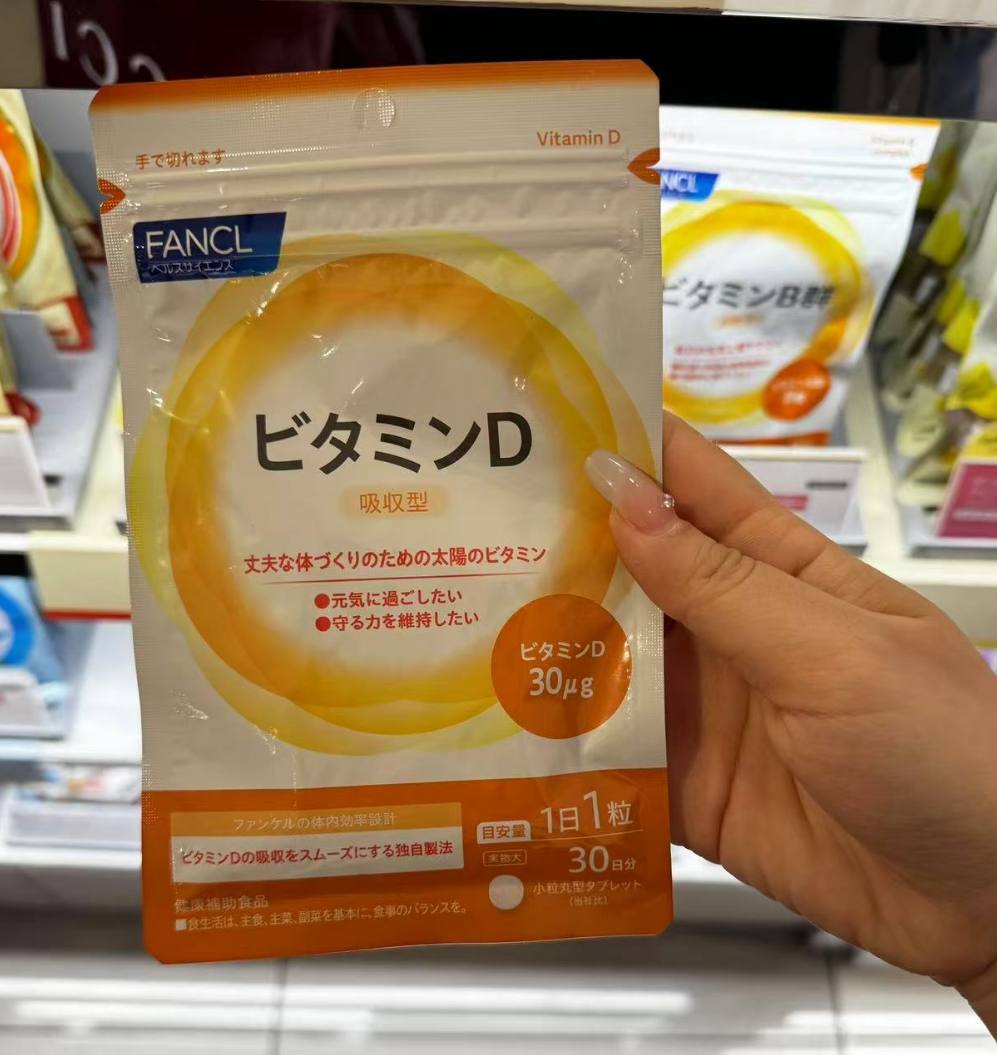 手で切れます
Vitamin D
FANCL
ヘルスサイエンス
ビタミンD
吸収型
丈夫な体づくりのための太陽のビタミン
●元気に過ごしたい
●守る力を維持したい
ビタミンD
30μg
ファンケルの体内効率設計
ビタミンDの吸収をスムーズにする独自製法
目安量 1日1粒
30日分
実物大
小粒丸型タブレット
(当社比)
健康補助食品
■食生活は、主食、主菜、副菜を基本に、食事のバランスを。
NCL
ビタミンB群